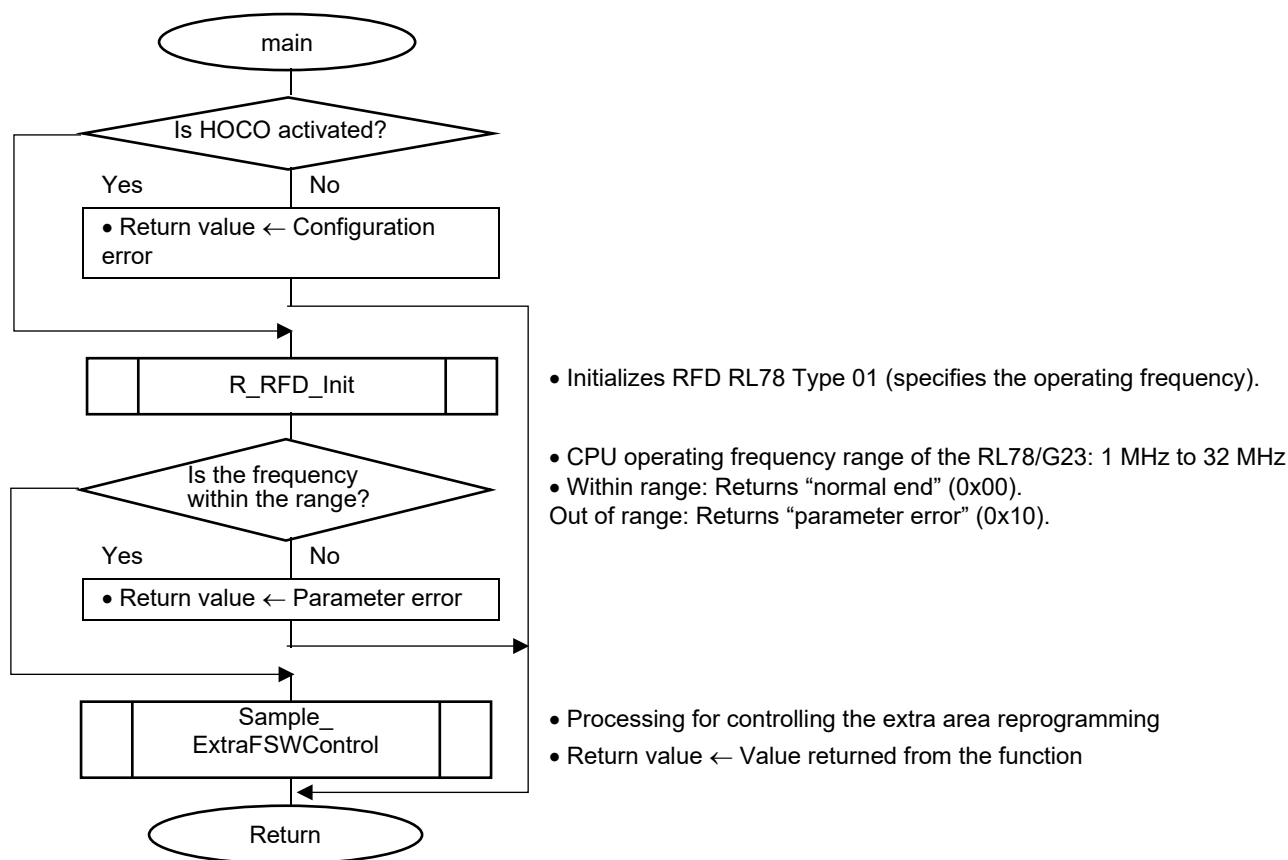 main
Is HOCO activated?
Yes
No
• Return value ← Configuration
error
R_RFD_Init
• Initializes RFD RL78 Type 01 (specifies the operating frequency).
Is the frequency
within the range?
• CPU operating frequency range of the RL78/G23: 1 MHz to 32 MHz
• Within range: Returns “normal end” (0x00).
Out of range: Returns “parameter error” (0x10).
Yes
No
• Return value ← Parameter error
Sample_
ExtraFSWControl
• Processing for controlling the extra area reprogramming
• Return value ← Value returned from the function
Return